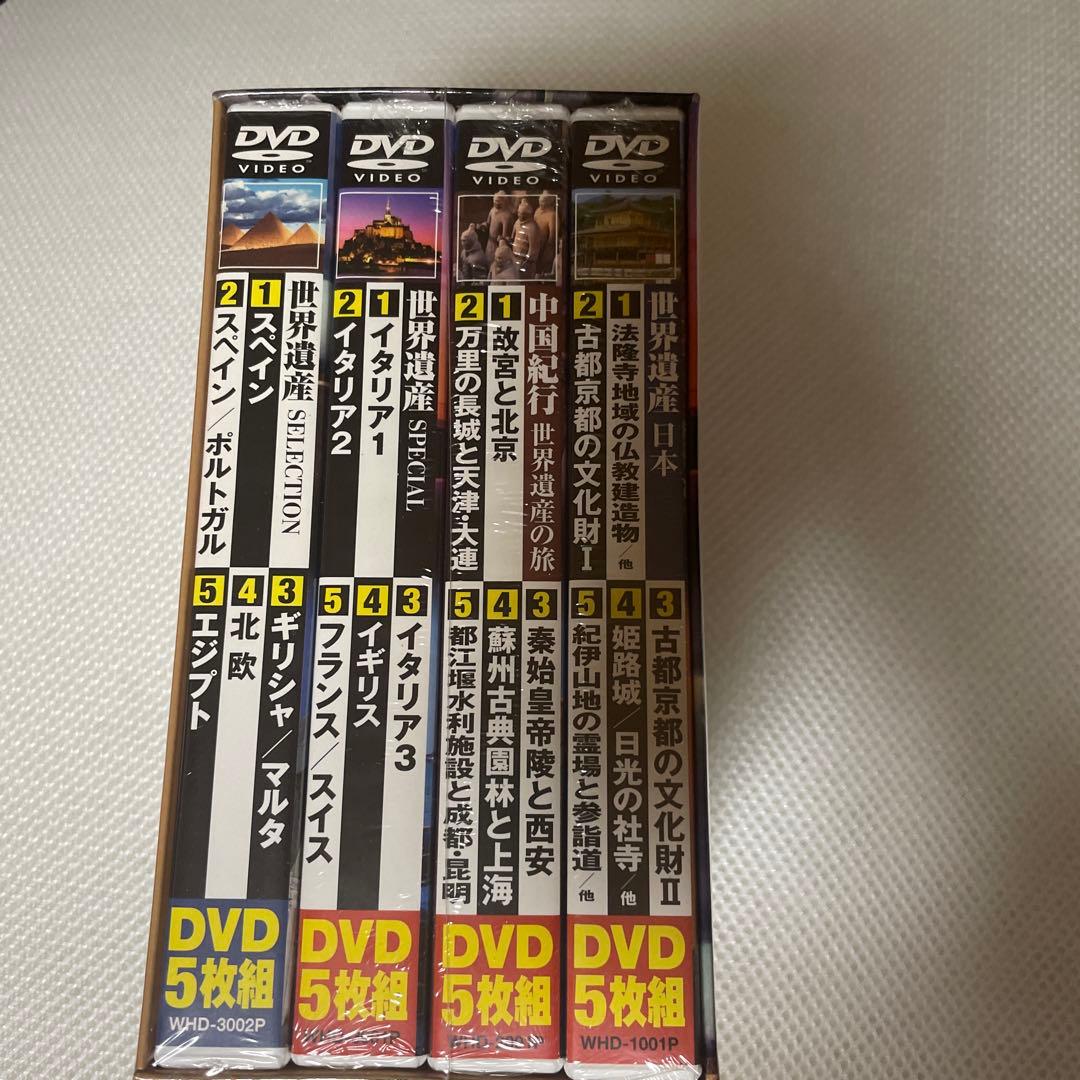 DVD
VIDEO
世界遺産 SELECTION
1 スペイン
2 スペイン/ポルトガル
3 ギリシャ/マルタ
4 北欧
5 エジプト
DVD
5枚組
WHD-3002P
DVD
VIDEO
世界遺産 SPECIAL
1 イタリア1
2 イタリア2
3 イタリア3
4 イギリス
5 フランス/スイス
DVD
5枚組
DVD
VIDEO
中国紀行 世界遺産の旅
1 故宮と北京
2 万里の長城と天津・大連
3 秦始皇帝陵と西安
4 蘇州古典園林と上海
5 都江堰水利施設と成都・昆明
DVD
5枚組
DVD
VIDEO
世界遺産 日本
1 法隆寺地域の仏教建造物/他
2 古都京都の文化財I
3 古都京都の文化財II
4 姫路城/日光の社寺/他
5 紀伊山地の霊場と参詣道/他
DVD
5枚組
WHD-1001P